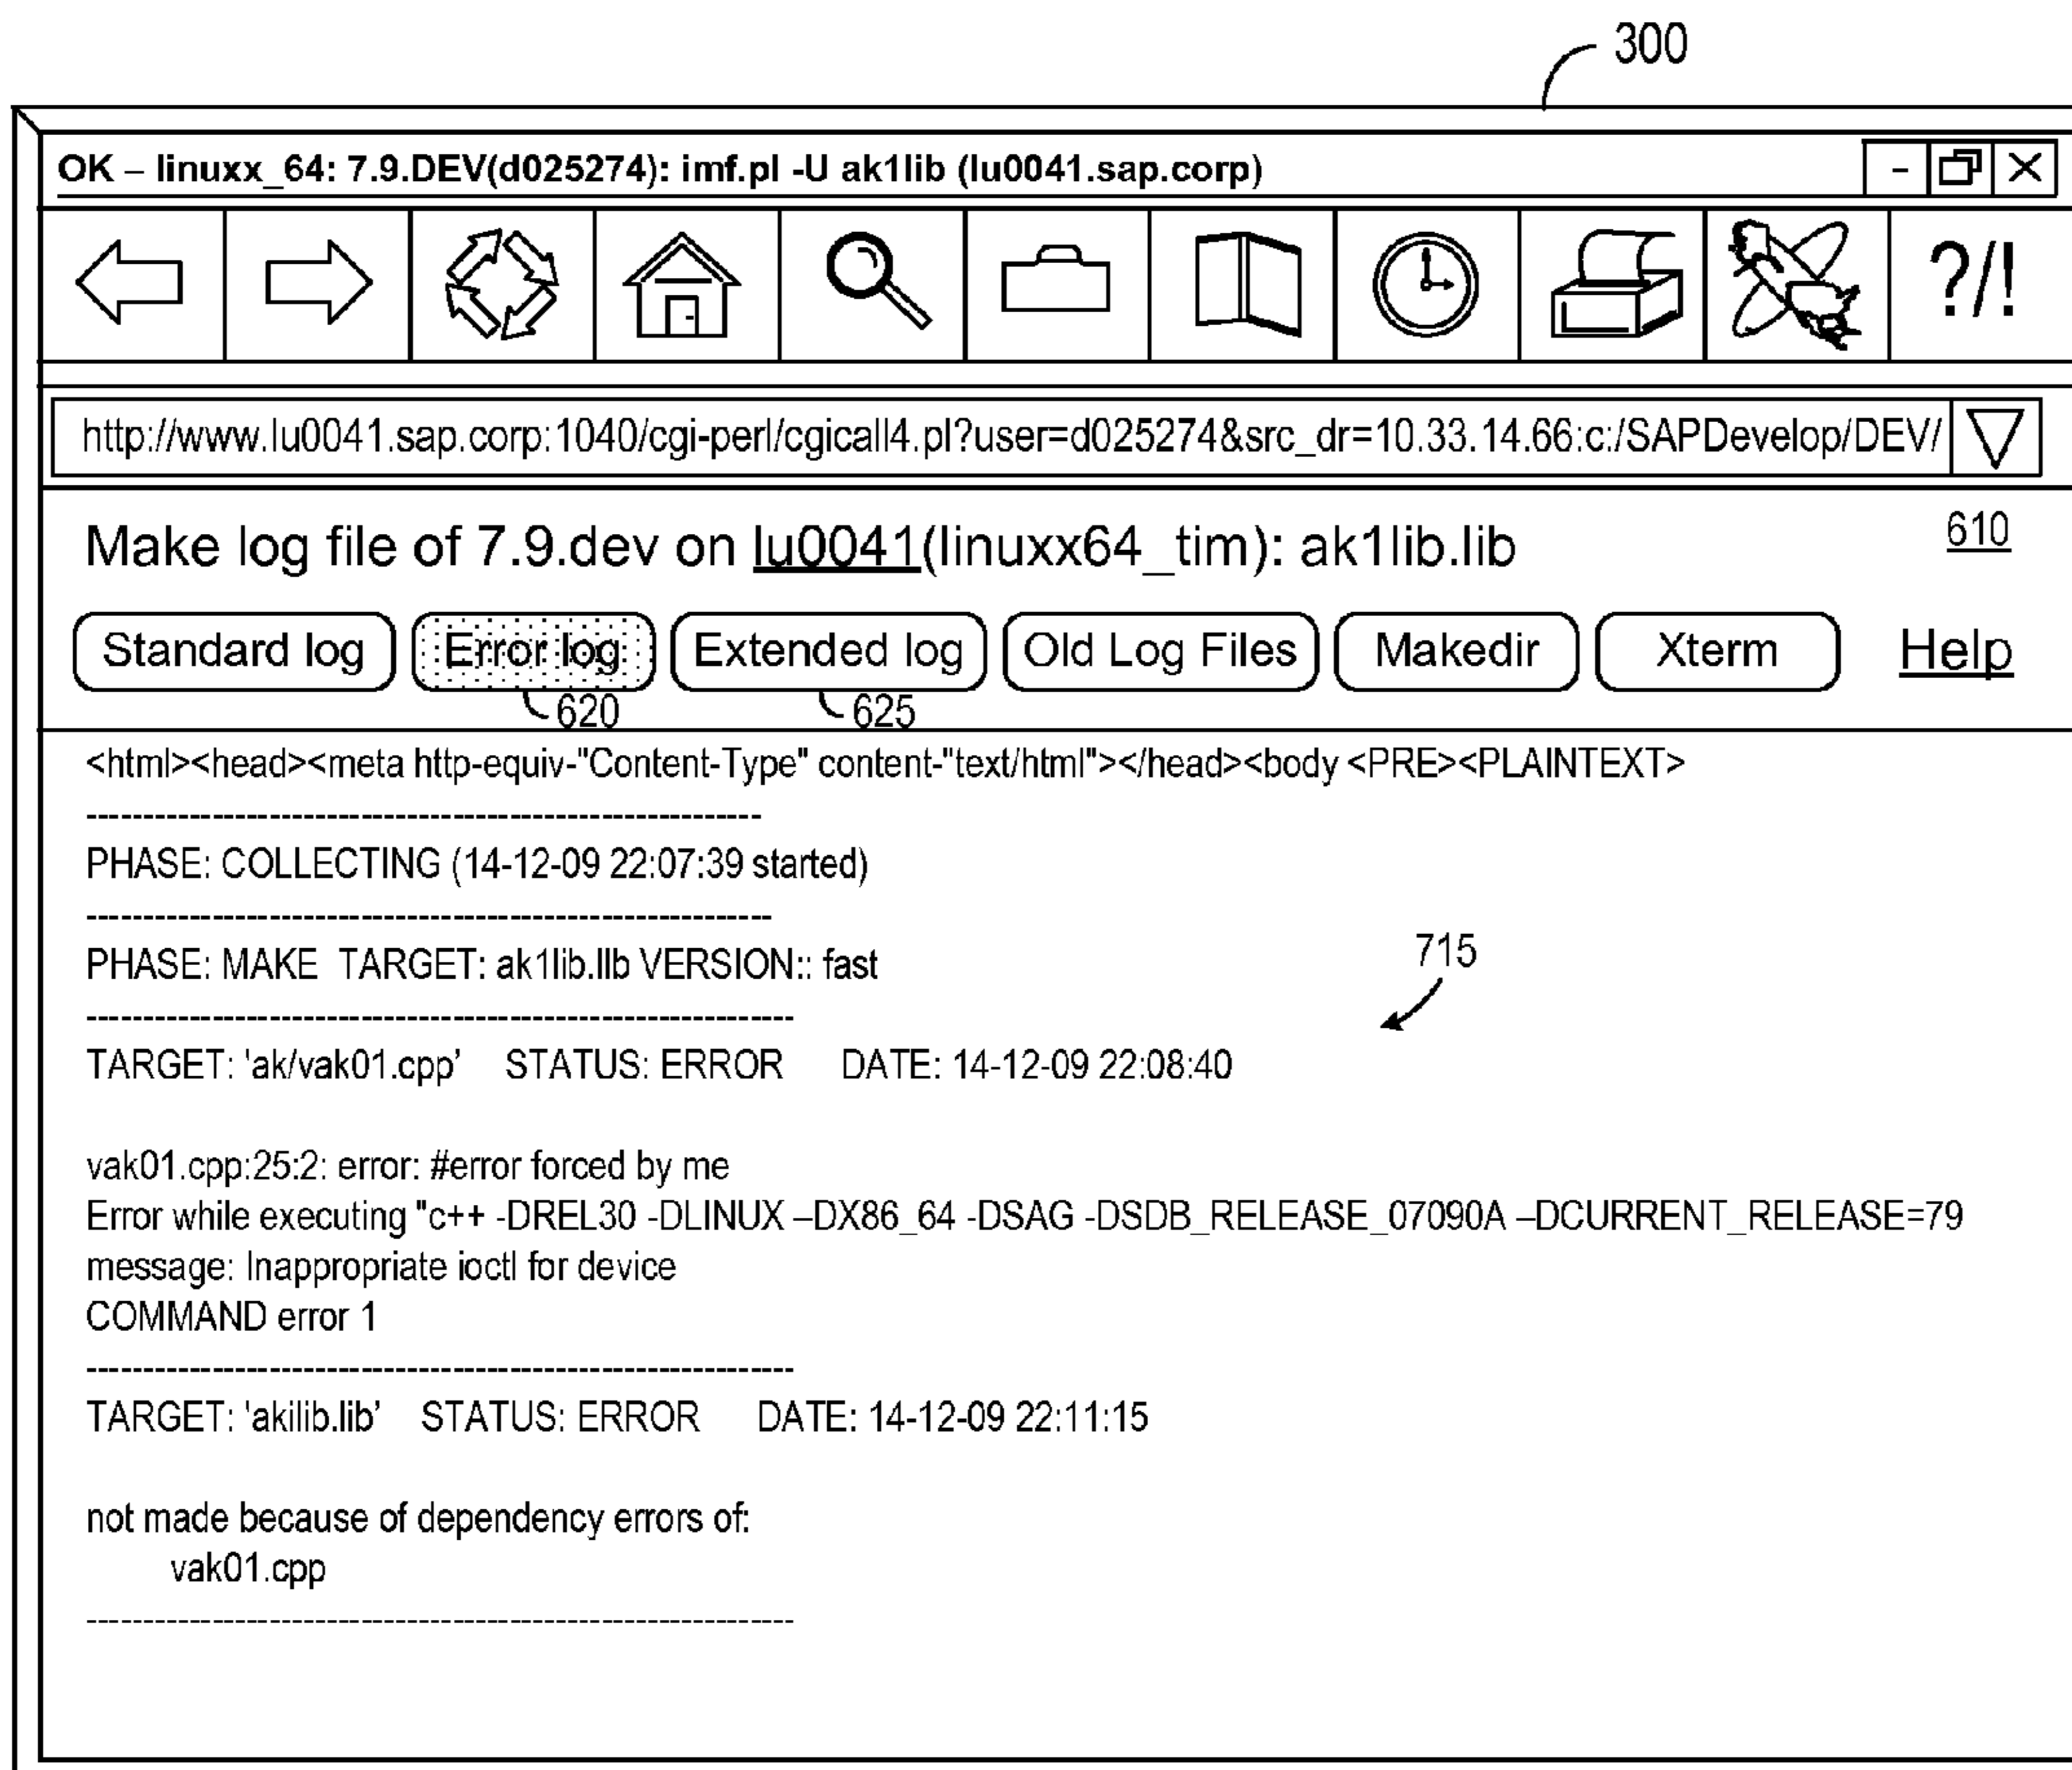 300
OK – linuxx_64: 7.9.DEV(d025274): imf.pl -U ak1lib (lu0041.sap.corp)
?/!
http://www.lu0041.sap.corp:1040/cgi-perl/cgicall4.pl?user=d025274&src_dr=10.33.14.66:c:/SAPDevelop/DEV/
Make log file of 7.9.dev on lu0041(linuxx64_tim): ak1lib.lib
610
Standard log Error log Extended log Old Log Files Makedir Xterm Help
620 625
<html><head><meta http-equiv-"Content-Type" content-"text/html"></head><body <PRE><PLAINTEXT>
------------------------------------------------------------
PHASE: COLLECTING (14-12-09 22:07:39 started)
-------------------------------------------------------------
PHASE: MAKE  TARGET: ak1lib.llb VERSION:: fast
715
---------------------------------------------------------------
TARGET: 'ak/vak01.cpp' STATUS: ERROR DATE: 14-12-09 22:08:40
vak01.cpp:25:2: error: #error forced by me
Error while executing "c++ -DREL30 -DLINUX –DX86_64 -DSAG -DSDB_RELEASE_07090A –DCURRENT_RELEASE=79
message: Inappropriate ioctl for device
COMMAND error 1
---------------------------------------------------------------
TARGET: 'akilib.lib' STATUS: ERROR DATE: 14-12-09 22:11:15
not made because of dependency errors of:
vak01.cpp
---------------------------------------------------------------